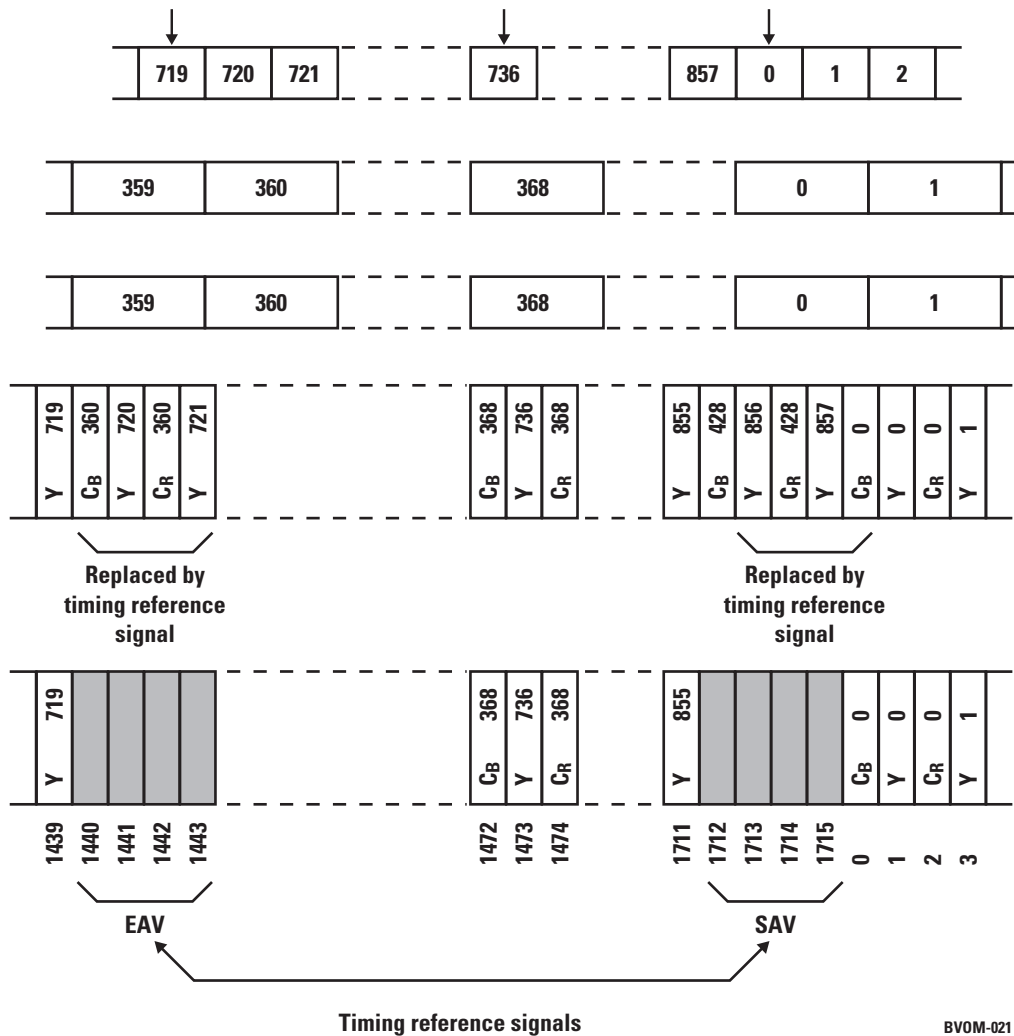 719 720 721 736 857 0 1 2
359 360 368 0 1
359 360 368 0 1
Y 719 CB 360 Y 720 CR 360 Y 721 CB 368 Y 736 CR 368 Y 855 CB 428 Y 856 CR 428 Y 857 CB 0 Y 0 CR 0 Y 1
Replaced by Replaced by
timing reference timing reference
signal signal
Y 719 CB 368 Y 736 CR 368 Y 855 CB 0 Y 0 CR 0 Y 1
1439 1440 1441 1442 1443 1472 1473 1474 1711 1712 1713 1714 1715 0 1 2 3
EAV SAV
Timing reference signals
BVOM-021